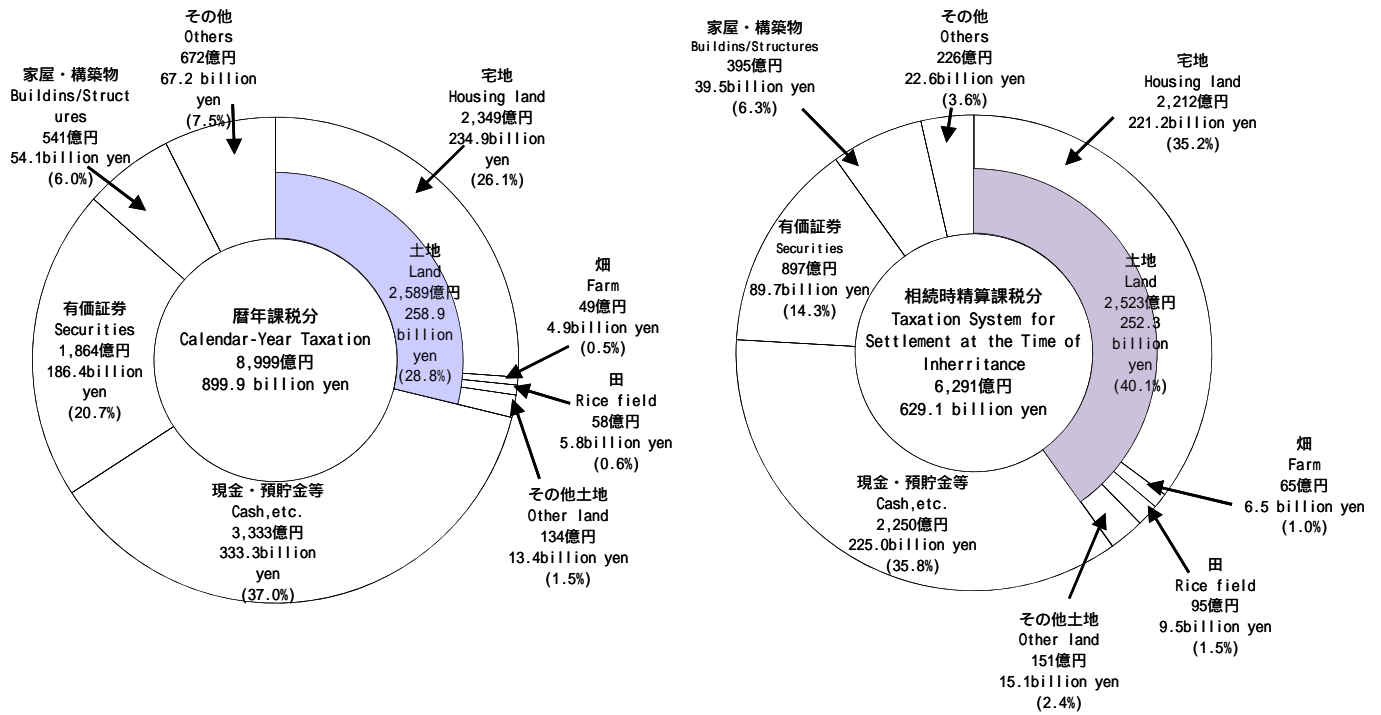 その他
Others
672億円
67.2 billion
yen
(7.5%)
家屋・構築物
Buildins/Struct
ures
541億円
54.1billion yen
(6.0%)
宅地
Housing land
2,349億円
234.9billion
yen
(26.1%)
土地
Land
2,589億円
258.9
billion
yen
(28.8%)
畑
Farm
49億円
4.9billion yen
(0.5%)
田
Rice field
58億円
5.8billion yen
(0.6%)
その他土地
Other land
134億円
13.4billion yen
(1.5%)
有価証券
Securities
1,864億円
186.4billion
yen
(20.7%)
暦年課税分
Calendar-Year Taxation
8,999億円
899.9 billion yen
現金・預貯金等
Cash,etc.
3,333億円
333.3billion
yen
(37.0%)
家屋・構築物
Buildins/Structures
395億円
39.5billion yen
(6.3%)
その他
Others
226億円
22.6billion yen
(3.6%)
宅地
Housing land
2,212億円
221.2billion yen
(35.2%)
有価証券
Securities
897億円
89.7billion yen
(14.3%)
相続時精算課税分
Taxation System for
Settlement at the Time of
Inherritance
6,291億円
629.1 billion yen
土地
Land
2,523億円
252.3
billion
yen
(40.1%)
現金・預貯金等
Cash,etc.
2,250億円
225.0billion yen
(35.8%)
畑
Farm
65億円
6.5 billion yen
(1.0%)
田
Rice field
95億円
9.5billion yen
(1.5%)
その他土地
Other land
151億円
15.1billion yen
(2.4%)